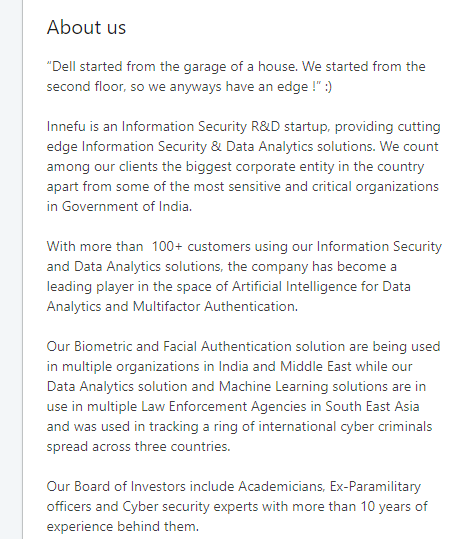 About us
“Dell started from the garage of a house. We started from the
second floor, so we anyways have an edge !” :)
Innefu is an Information Security R&D startup, providing cutting
edge Information Security & Data Analytics solutions. We count
among our clients the biggest corporate entity in the country
apart from some of the most sensitive and critical organizations
in Government of India.
With more than  100+ customers using our Information Security
and Data Analytics solutions, the company has become a
leading player in the space of Artificial Intelligence for Data
Analytics and Multifactor Authentication.
Our Biometric and Facial Authentication solution are being used
in multiple organizations in India and Middle East while our
Data Analytics solution and Machine Learning solutions are in
use in multiple Law Enforcement Agencies in South East Asia
and was used in tracking a ring of international cyber criminals
spread across three countries.
Our Board of Investors include Academicians, Ex-Paramilitary
officers and Cyber security experts with more than 10 years of
experience behind them.